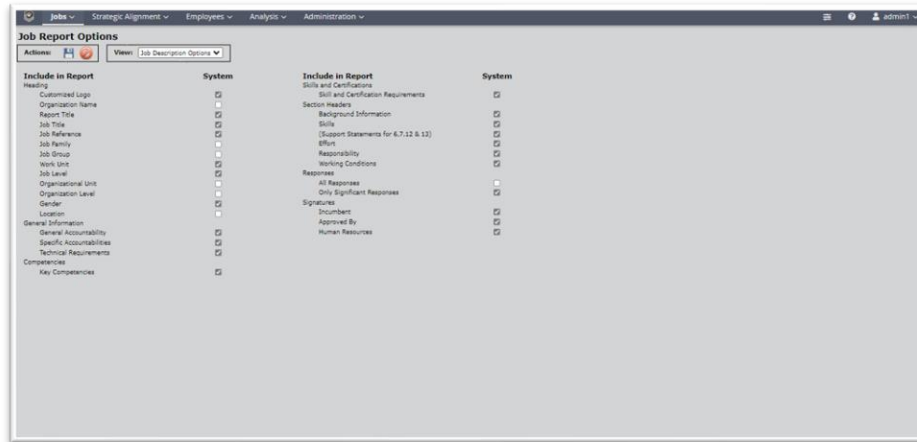 Jobs Strategic Alignment Employees Analysis Administration admin1
Job Report Options
Actions: View: Job Description Options
Include in Report System
Heading
Customized Logo
Organization Name
Report Title
Job Title
Job Reference
Job Family
Job Group
Work Unit
Job Level
Organizational Unit
Organization Level
Gender
Location
General Information
General Accountability
Specific Accountabilities
Technical Requirements
Competencies
Key Competencies
Include in Report System
Skills and Certifications
Skill and Certification Requirements
Section Headers
Background Information
Skills
(Support Statements for 6,7,12 & 13)
Effort
Responsibility
Working Conditions
Responses
All Responses
Only Significant Responses
Signatures
Incumbent
Approved By
Human Resources